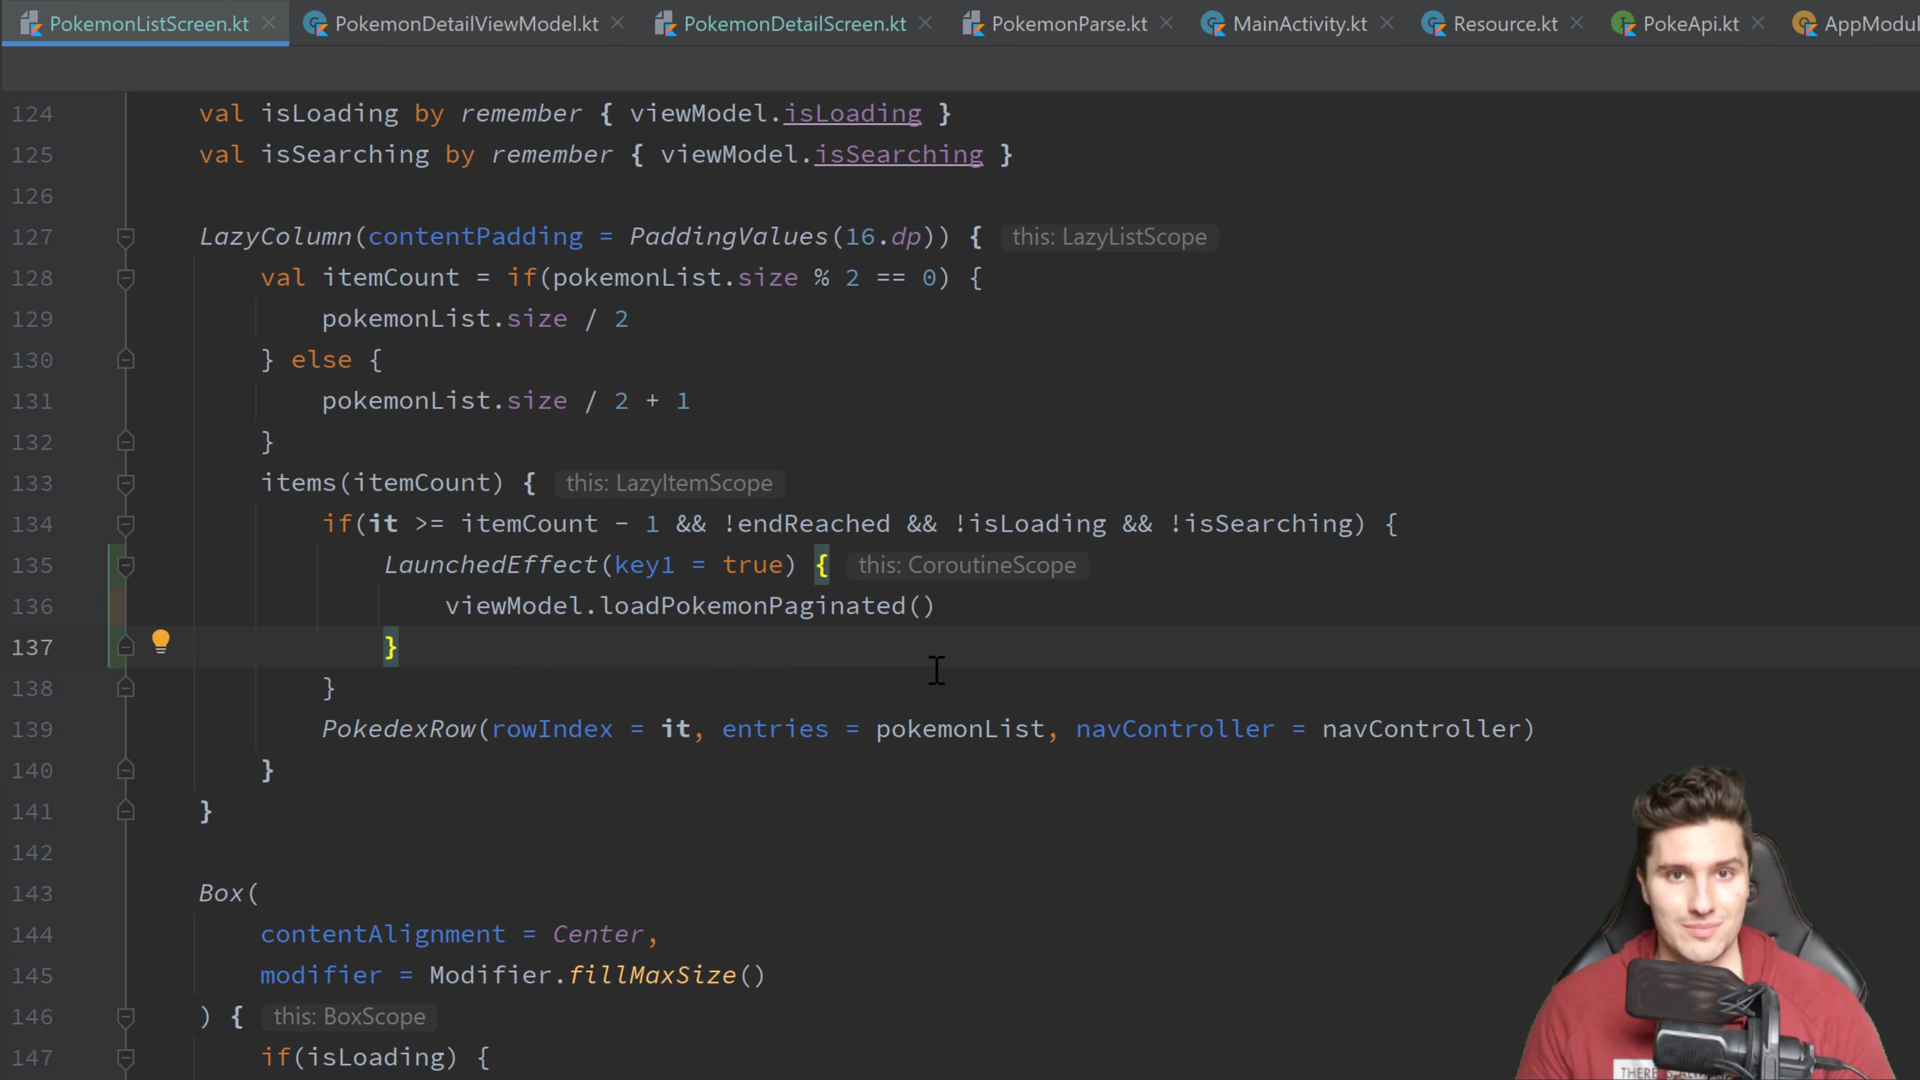 PokemonListScreen.kt PokemonDetailViewModel.kt PokemonDetailScreen.kt PokemonParse.kt MainActivity.kt Resource.kt PokeApi.kt AppModul
124 val isLoading by remember { viewModel.isLoading }
125 val isSearching by remember { viewModel.isSearching }
126
127 LazyColumn(contentPadding = PaddingValues(16.dp)) { this: LazyListScope
128 val itemCount = if(pokemonList.size % 2 == 0) {
129 pokemonList.size / 2
130 } else {
131 pokemonList.size / 2 + 1
132 }
133 items(itemCount) { this: LazyItemScope
134 if(it >= itemCount - 1 && !endReached && !isLoading && !isSearching) {
135 LaunchedEffect(key1 = true) { this: CoroutineScope
136 viewModel.loadPokemonPaginated()
137 }
138 }
139 PokedexRow(rowIndex = it, entries = pokemonList, navController = navController)
140 }
141 }
142
143 Box(
144 contentAlignment = Center,
145 modifier = Modifier.fillMaxSize()
146 ) { this: BoxScope
147 if(isLoading) {
THERE